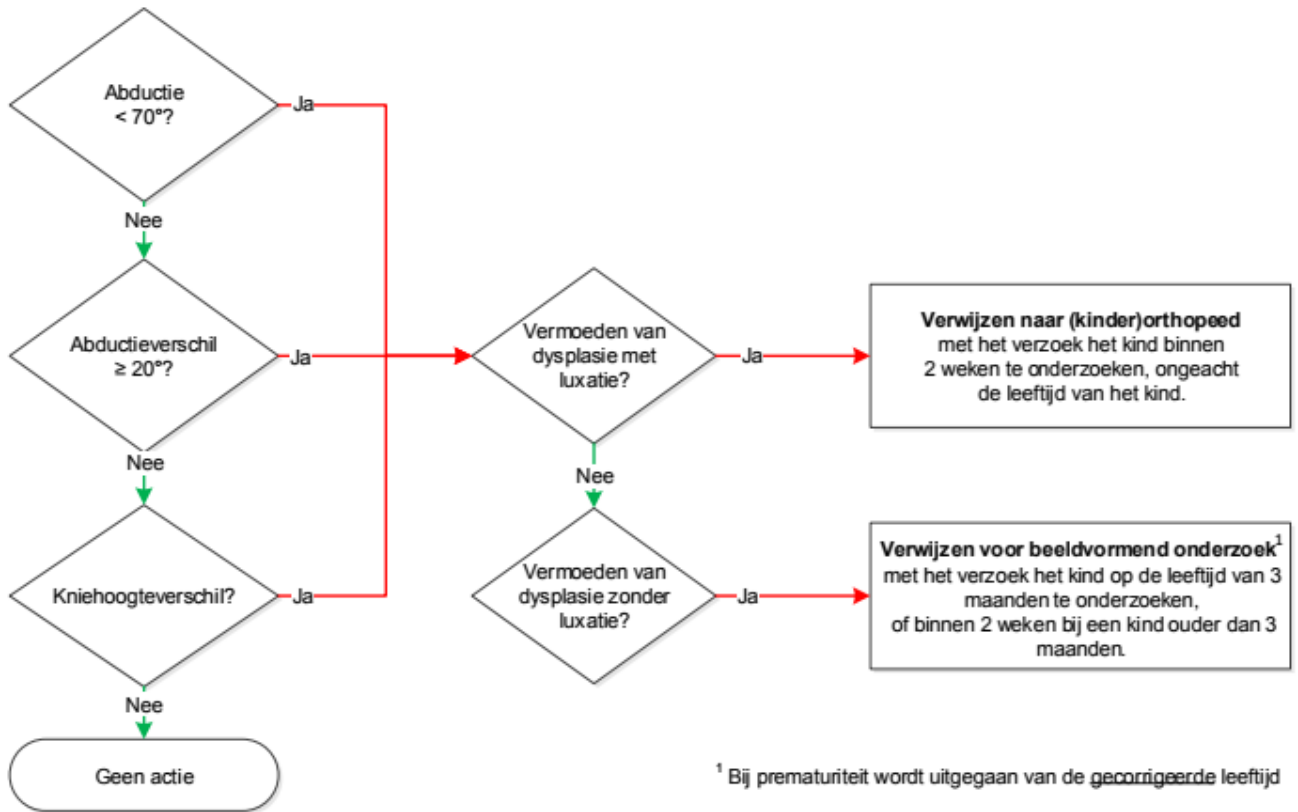 Abductie
< 70°?
Ja
Nee
Abductieverschil
≥ 20°?
Ja
Nee
Kniehoogteverschil?
Ja
Nee
Geen actie
Vermoeden van
dysplasie met
luxatie?
Ja
Nee
Vermoeden van
dysplasie zonder
luxatie?
Ja
Verwijzen naar (kinder)orthopeed
met het verzoek het kind binnen
2 weken te onderzoeken, ongeacht
de leeftijd van het kind.
Verwijzen voor beeldvormend onderzoek¹
met het verzoek het kind op de leeftijd van 3
maanden te onderzoeken,
of binnen 2 weken bij een kind ouder dan 3
maanden.
¹ Bij prematuriteit wordt uitgegaan van de gecorrigeerde leeftijd